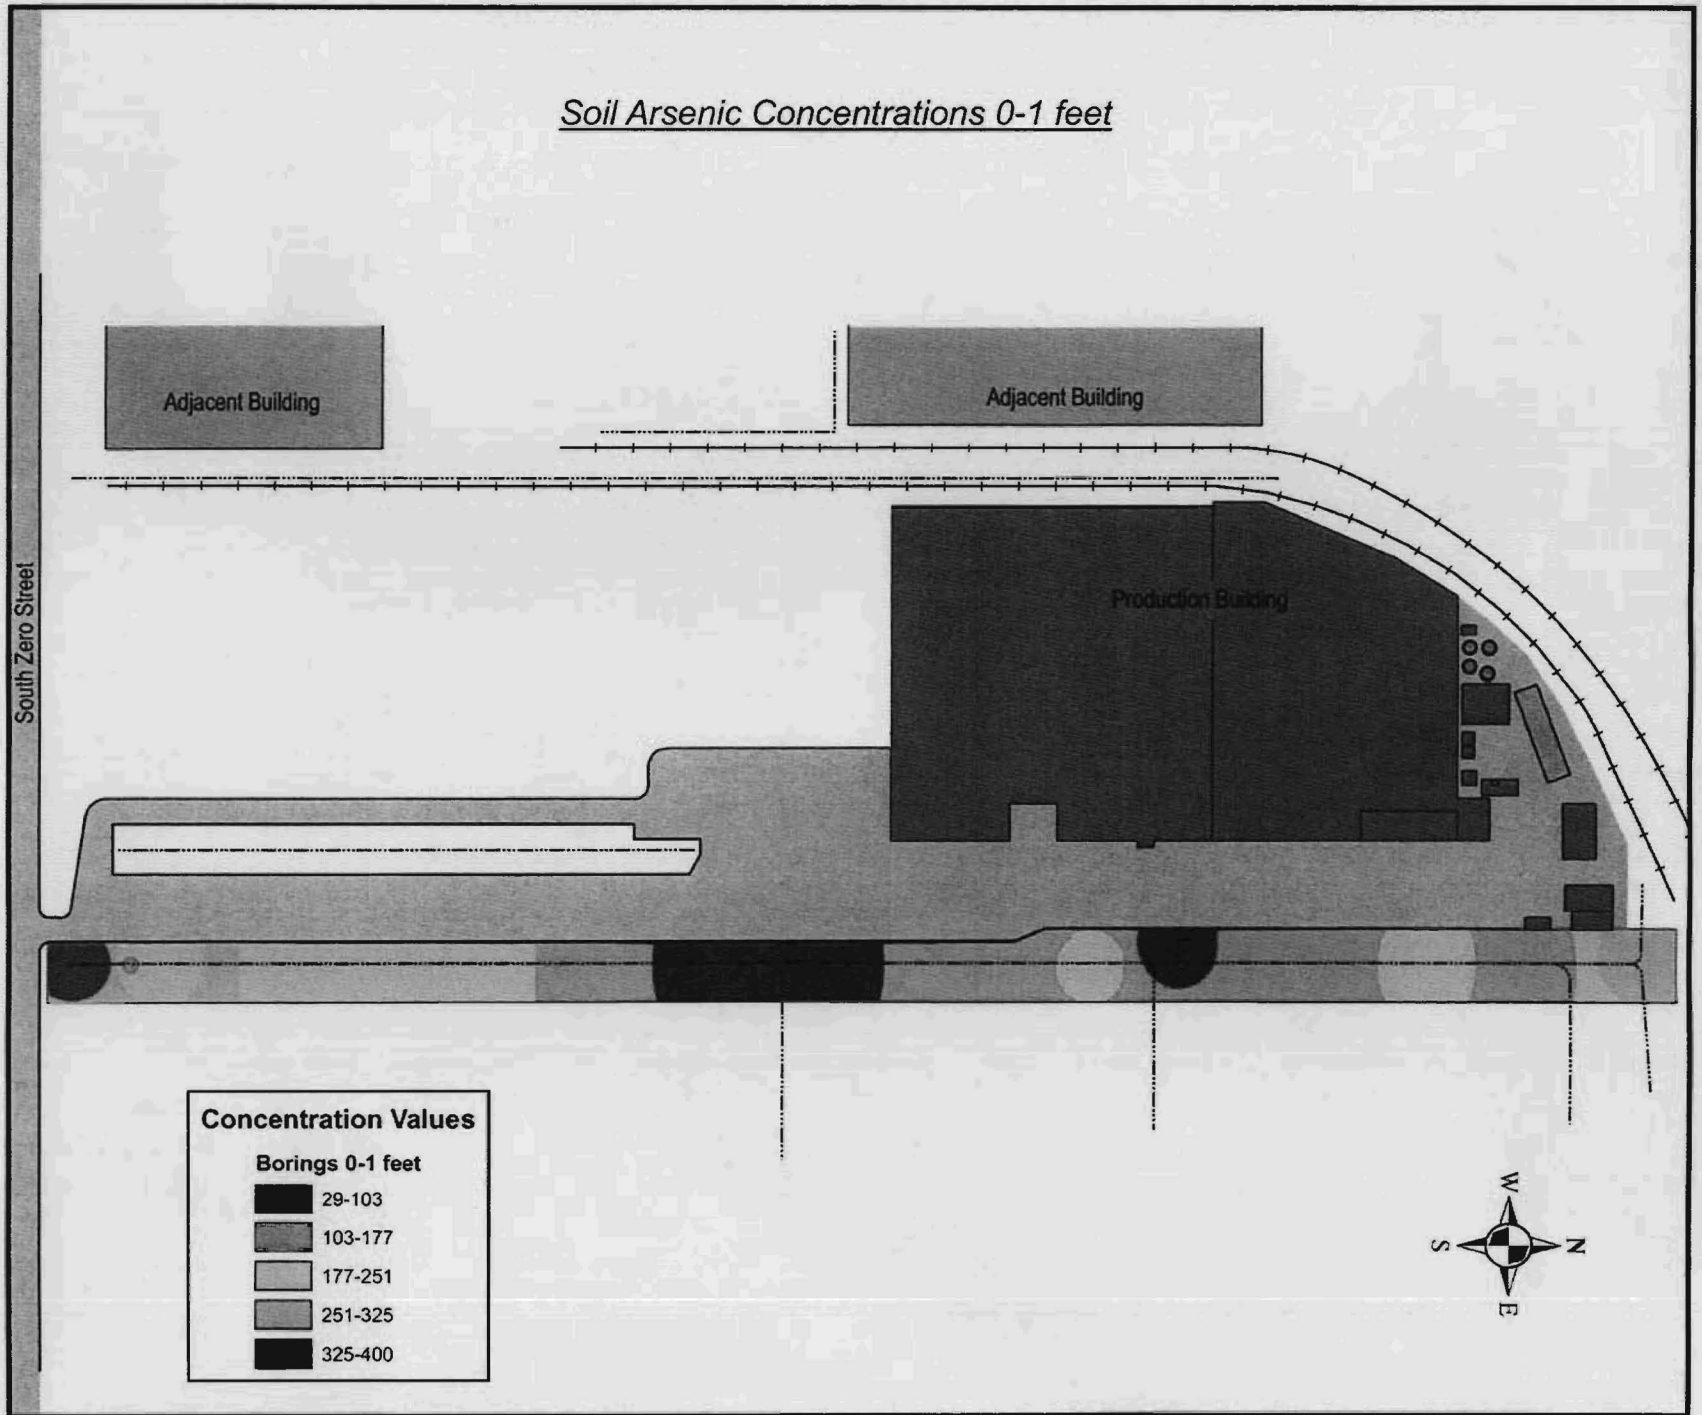 Soil Arsenic Concentrations 0-1 feet
Adjacent Building
Adjacent Building
South Zero Street
Production Building
Concentration Values
Borings 0-1 feet
29-103
103-177
177-251
251-325
325-400
W
S
N
E